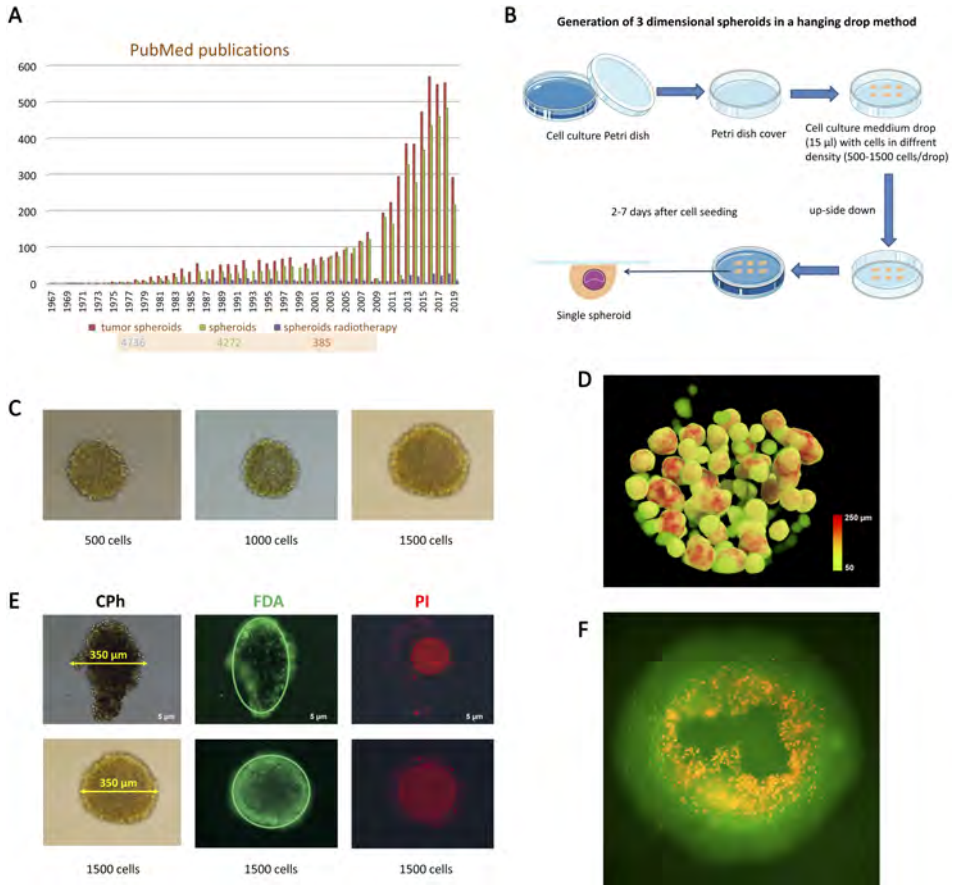 A
PubMed publications
600
500
400
300
200
100
0
1967 1969 1971 1973 1975 1977 1979 1981 1983 1985 1987 1989 1991 1993 1995 1997 1999 2001 2003 2005 2007 2009 2011 2013 2015 2017 2019
tumor spheroids spheroids spheroids radiotherapy
4736 4272 385
B
Generation of 3 dimensional spheroids in a hanging drop method
Cell culture Petri dish
Petri dish cover
Cell culture meddium drop
(15 µl) with cells in diffrent
density (500-1500 cells/drop)
2-7 days after cell seeding
up-side down
Single spheroid
C
500 cells
1000 cells
1500 cells
D
250 µm
50
E
CPh FDA PI
350 µm
5 µm 5 µm 5 µm
350 µm
1500 cells 1500 cells 1500 cells
F